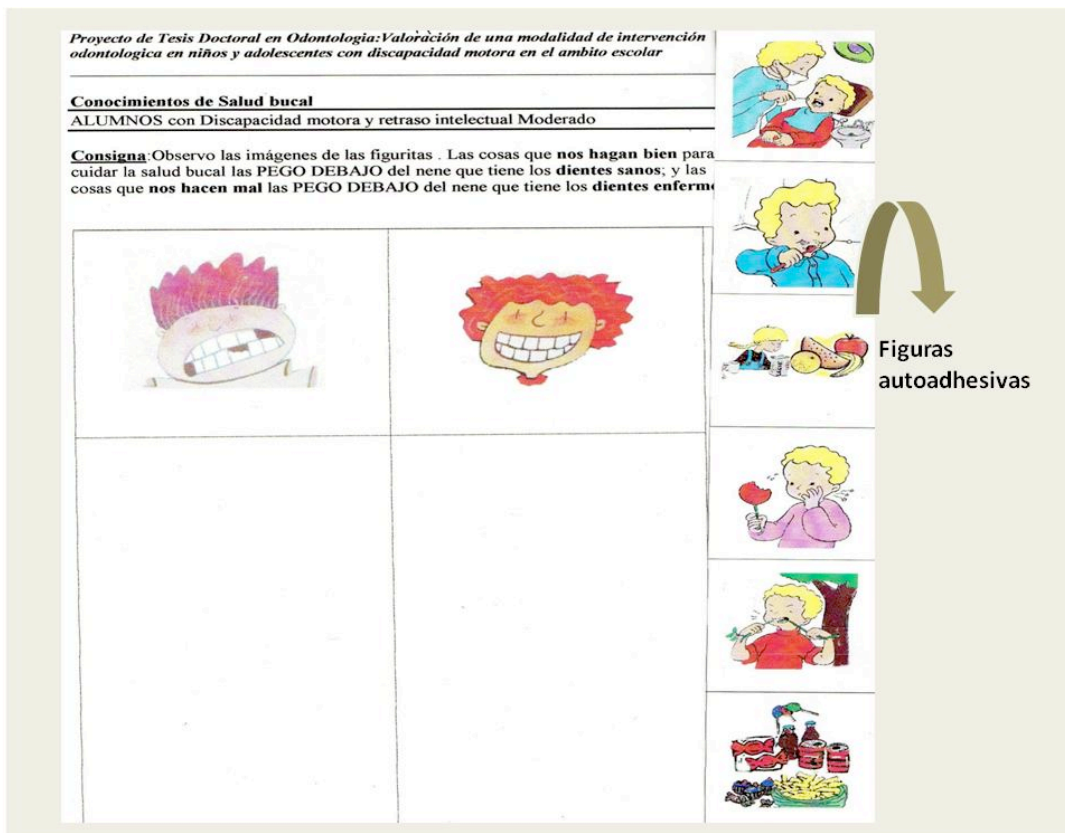 Proyecto de Tesis Doctoral en Odontologia:Valoración de una modalidad de intervención
odontologica en niños y adolescentes con discapacidad motora en el ambito escolar
Conocimientos de Salud bucal
ALUMNOS con Discapacidad motora y retraso intelectual Moderado
Consigna:Observo las imágenes de las figuritas . Las cosas que nos hagan bien para
cuidar la salud bucal las PEGO DEBAJO del nene que tiene los dientes sanos; y las
cosas que nos hacen mal las PEGO DEBAJO del nene que tiene los dientes enferm
Figuras
autoadhesivas